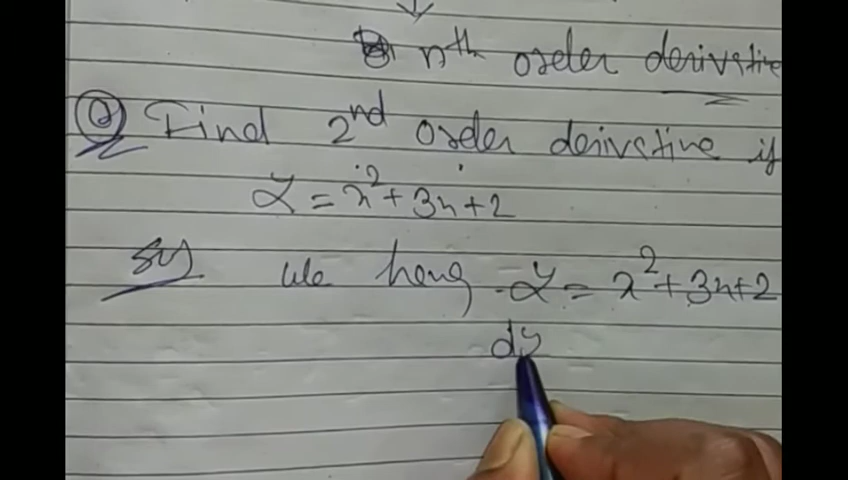 nth order derivative
Q Find 2nd order derivative if
y = x² + 3x + 2
Sol We have y = x² + 3x + 2
dy